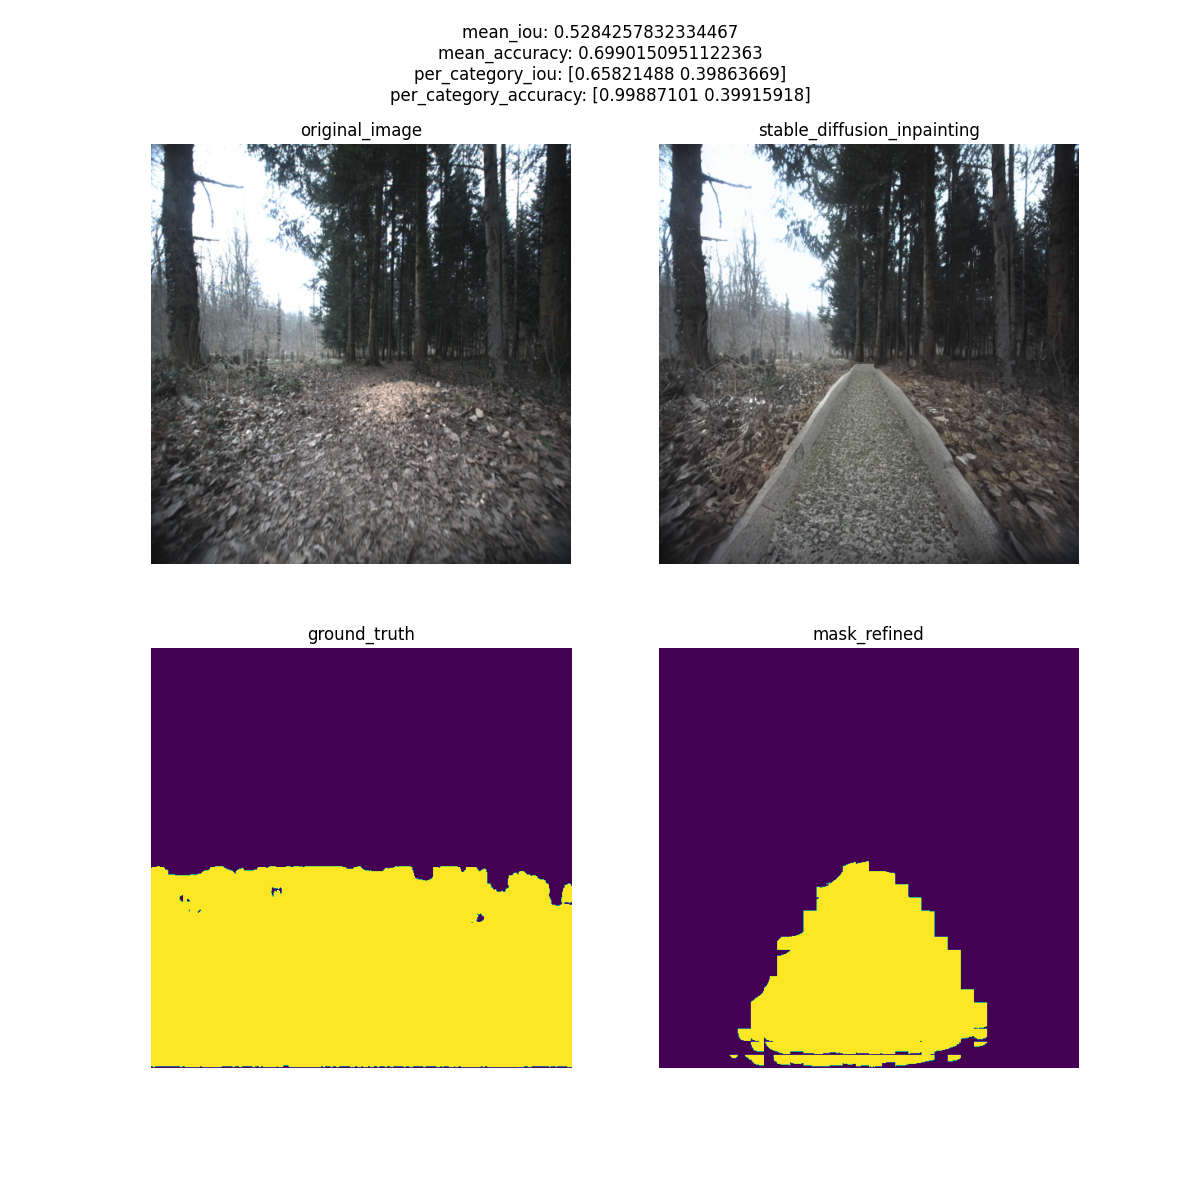 mean_iou: 0.5284257832334467
mean_accuracy: 0.6990150951122363
per_category_iou: [0.65821488 0.39863669]
per_category_accuracy: [0.99887101 0.39915918]
original_image
stable_diffusion_inpainting
ground_truth
mask_refined